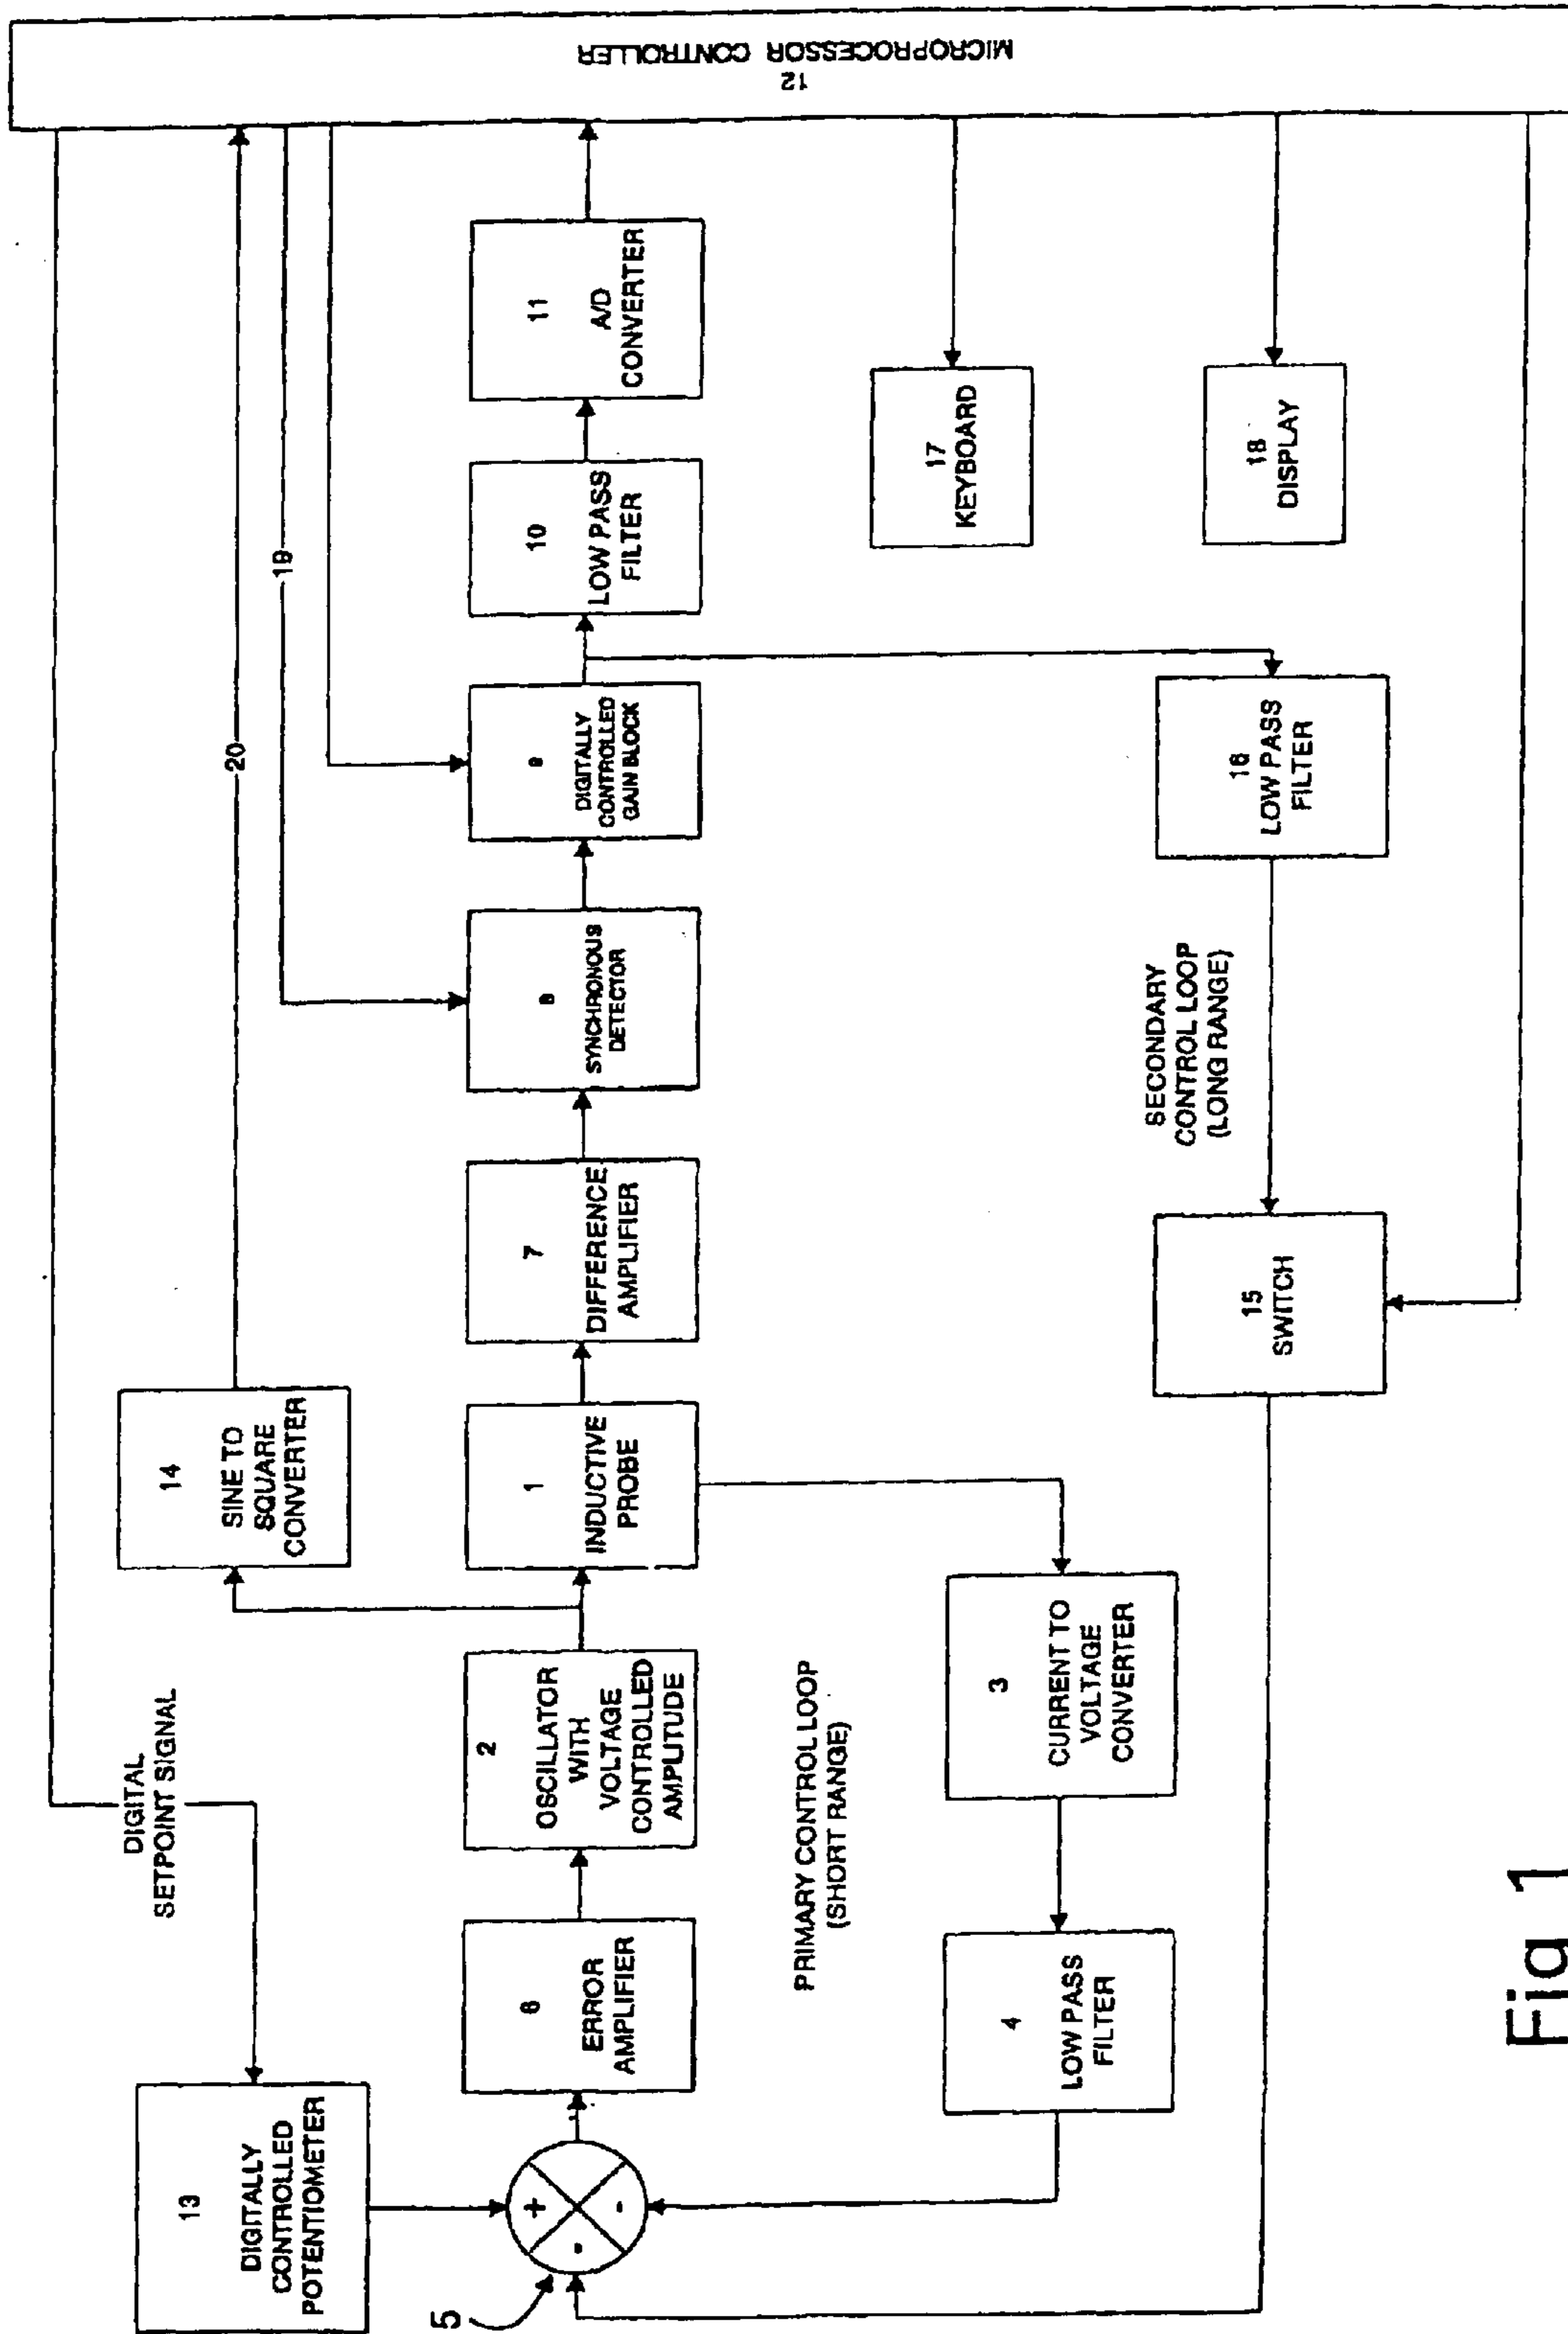 DIGITAL
SETPOINT SIGNAL
13
DIGITALLY
CONTROLLED
POTENTIOMETER
14
SINE TO
SQUARE
CONVERTER
20
19
5
+
-
-
6
ERROR
AMPLIFIER
2
OSCILLATOR
WITH
VOLTAGE
CONTROLLED
AMPLITUDE
1
INDUCTIVE
PROBE
7
DIFFERENCE
AMPLIFIER
8
SYNCHRONOUS
DETECTOR
9
DIGITALLY
CONTROLLED
GAIN BLOCK
10
LOW PASS
FILTER
11
A/D
CONVERTER
12
MICROPROCESSOR CONTROLLER
PRIMARY CONTROL LOOP
(SHORT RANGE)
4
LOW PASS
FILTER
3
CURRENT TO
VOLTAGE
CONVERTER
17
KEYBOARD
SECONDARY
CONTROL LOOP
(LONG RANGE)
15
SWITCH
16
LOW PASS
FILTER
18
DISPLAY
Fig 1